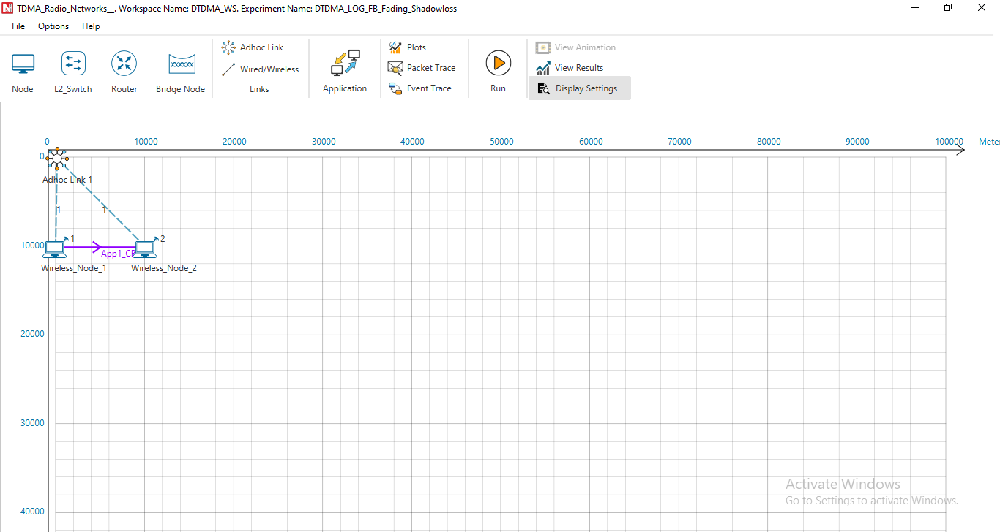 TDMA_Radio_Networks__. Workspace Name: DTDMA_WS. Experiment Name: DTDMA_LOG_FB_Fading_Shadowloss
File Options Help
Node
L2_Switch
Router
Bridge Node
Adhoc Link
Wired/Wireless
Links
Application
Plots
Packet Trace
Event Trace
Run
View Animation
View Results
Display Settings
0 10000 20000 30000 40000 50000 60000 70000 80000 90000 100000 Meter
0
Adhoc Link 1
1 1
10000
1 2
App1_CB
Wireless_Node_1 Wireless_Node_2
20000
30000
40000
Activate Windows
Go to Settings to activate Windows.